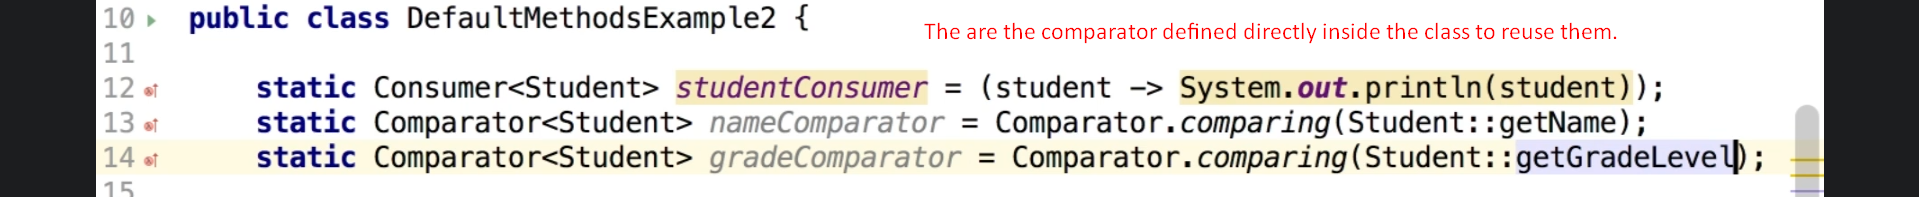 10 public class DefaultMethodsExample2 {
The are the comparator defined directly inside the class to reuse them.
11
12 static Consumer<Student> studentConsumer = (student -> System.out.println(student));
13 static Comparator<Student> nameComparator = Comparator.comparing(Student::getName);
14 static Comparator<Student> gradeComparator = Comparator.comparing(Student::getGradeLevel);
15